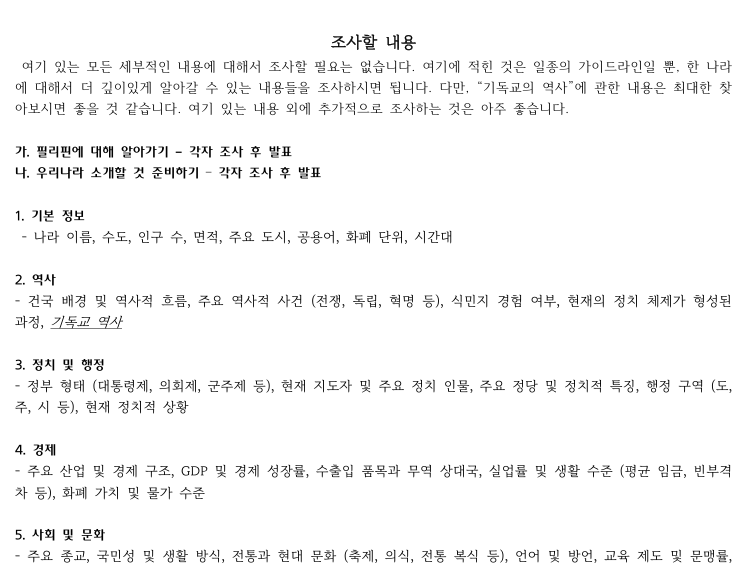 조사할 내용
여기 있는 모든 세부적인 내용에 대해서 조사할 필요는 없습니다. 여기에 적힌 것은 일종의 가이드라인일 뿐, 한 나라
에 대해서 더 깊이있게 알아갈 수 있는 내용들을 조사하시면 됩니다. 다만, “기독교의 역사”에 관한 내용은 최대한 찾
아보시면 좋을 것 같습니다. 여기 있는 내용 외에 추가적으로 조사하는 것은 아주 좋습니다.
가. 필리핀에 대해 알아가기 – 각자 조사 후 발표
나. 우리나라 소개할 것 준비하기 – 각자 조사 후 발표
1. 기본 정보
- 나라 이름, 수도, 인구 수, 면적, 주요 도시, 공용어, 화폐 단위, 시간대
2. 역사
- 건국 배경 및 역사적 흐름, 주요 역사적 사건 (전쟁, 독립, 혁명 등), 식민지 경험 여부, 현재의 정치 체제가 형성된
과정, 기독교 역사
3. 정치 및 행정
- 정부 형태 (대통령제, 의회제, 군주제 등), 현재 지도자 및 주요 정치 인물, 주요 정당 및 정치적 특징, 행정 구역 (도,
주, 시 등), 현재 정치적 상황
4. 경제
- 주요 산업 및 경제 구조, GDP 및 경제 성장률, 수출입 품목과 무역 상대국, 실업률 및 생활 수준 (평균 임금, 빈부격
차 등), 화폐 가치 및 물가 수준
5. 사회 및 문화
- 주요 종교, 국민성 및 생활 방식, 전통과 현대 문화 (축제, 의식, 전통 복식 등), 언어 및 방언, 교육 제도 및 문맹률,